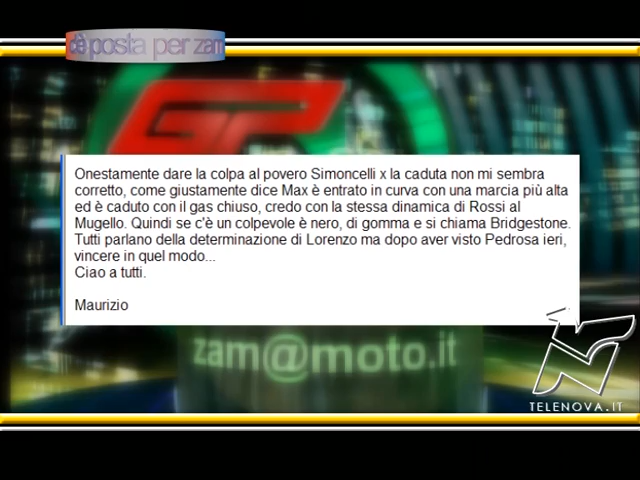 c'è posta per zam
GP
Onestamente dare la colpa al povero Simoncelli x la caduta non mi sembra
corretto, come giustamente dice Max è entrato in curva con una marcia più alta
ed è caduto con il gas chiuso, credo con la stessa dinamica di Rossi al
Mugello. Quindi se c'è un colpevole è nero, di gomma e si chiama Bridgestone.
Tutti parlano della determinazione di Lorenzo ma dopo aver visto Pedrosa ieri,
vincere in quel modo...
Ciao a tutti.
Maurizio
zam@moto.it
TELENOVA.IT